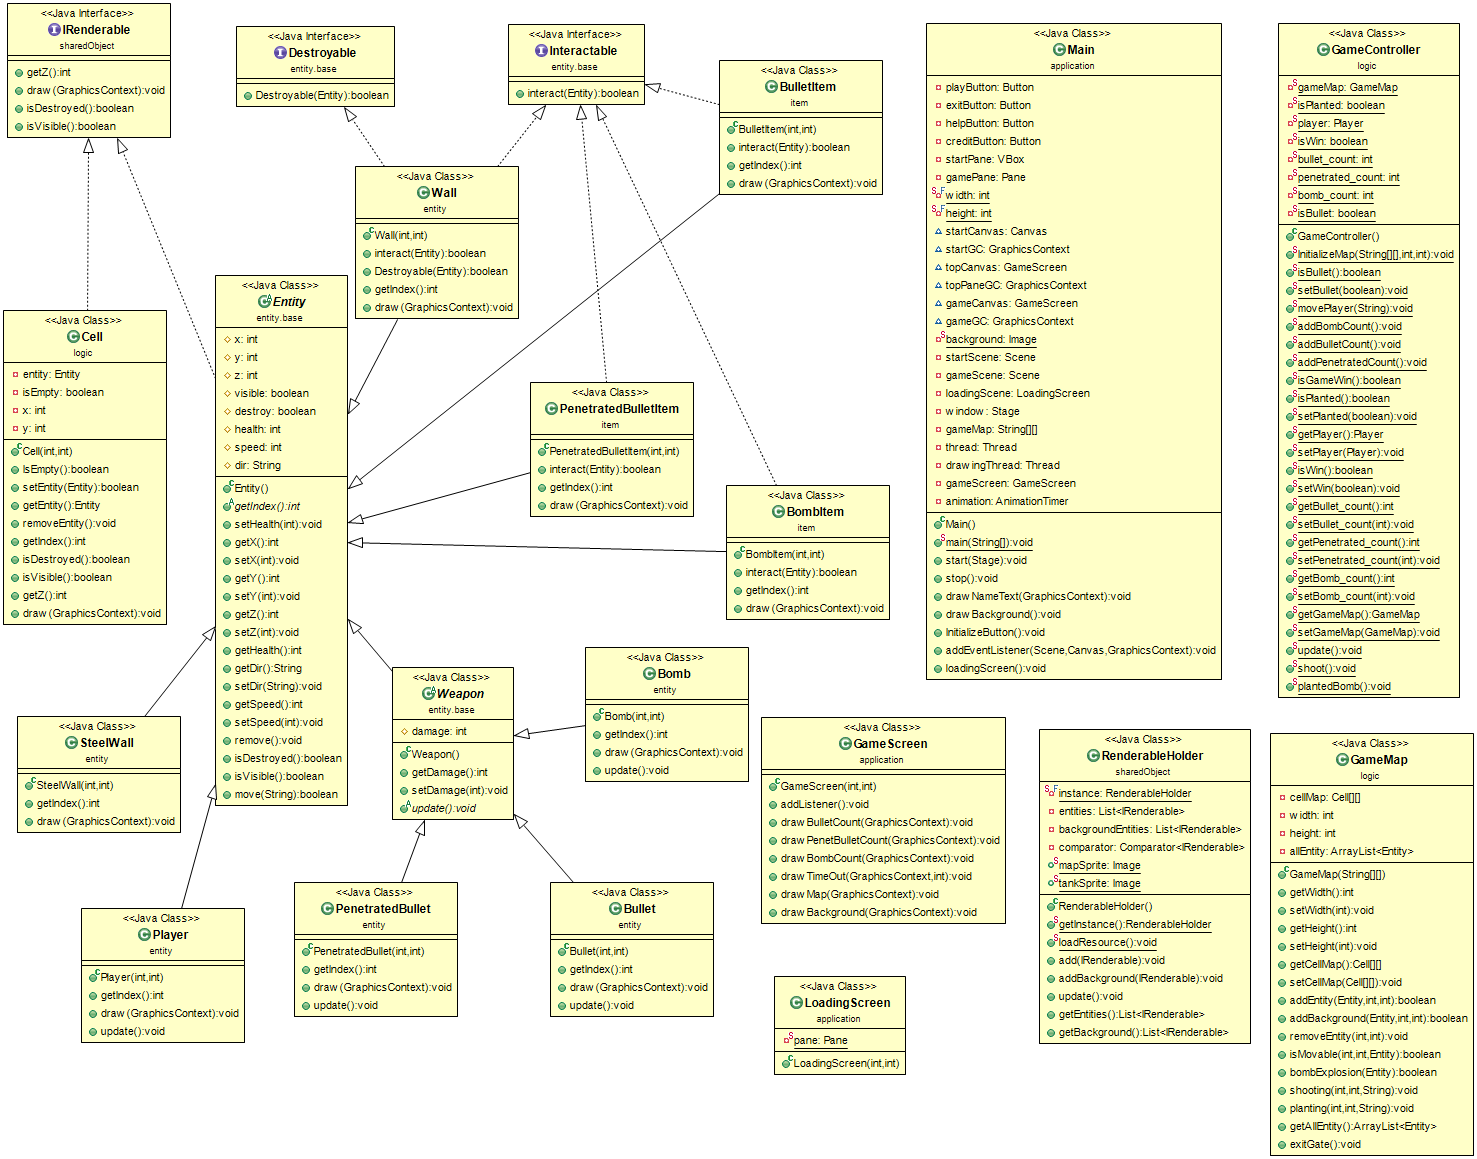 <<Java Interface>>
IRenderable
sharedObject
getZ():int
draw(GraphicsContext):void
isDestroyed():boolean
isVisible():boolean
<<Java Interface>>
Destroyable
entity.base
Destroyable(Entity):boolean
<<Java Interface>>
Interactable
entity.base
interact(Entity):boolean
<<Java Class>>
BulletItem
item
BulletItem(int,int)
interact(Entity):boolean
getIndex():int
draw(GraphicsContext):void
<<Java Class>>
Wall
entity
Wall(int,int)
interact(Entity):boolean
Destroyable(Entity):boolean
getIndex():int
draw(GraphicsContext):void
<<Java Class>>
Entity
entity.base
x: int
y: int
z: int
visible: boolean
destroy: boolean
health: int
speed: int
dir: String
Entity()
getIndex():int
setHealth(int):void
getX():int
setX(int):void
getY():int
setY(int):void
getZ():int
setZ(int):void
getHealth():int
getDir():String
setDir(String):void
getSpeed():int
setSpeed(int):void
remove():void
isDestroyed():boolean
isVisible():boolean
move(String):boolean
<<Java Class>>
Cell
logic
entity: Entity
isEmpty: boolean
x: int
y: int
Cell(int,int)
IsEmpty():boolean
setEntity(Entity):boolean
getEntity():Entity
removeEntity():void
getIndex():int
isDestroyed():boolean
isVisible():boolean
getZ():int
draw(GraphicsContext):void
<<Java Class>>
PenetratedBulletItem
item
PenetratedBulletItem(int,int)
interact(Entity):boolean
getIndex():int
draw(GraphicsContext):void
<<Java Class>>
BombItem
item
BombItem(int,int)
interact(Entity):boolean
getIndex():int
draw(GraphicsContext):void
<<Java Class>>
SteelWall
entity
SteelWall(int,int)
getIndex():int
draw(GraphicsContext):void
<<Java Class>>
Weapon
entity.base
damage: int
Weapon()
getDamage():int
setDamage(int):void
update():void
<<Java Class>>
Bomb
entity
Bomb(int,int)
getIndex():int
draw(GraphicsContext):void
update():void
<<Java Class>>
Player
entity
Player(int,int)
getIndex():int
draw(GraphicsContext):void
update():void
<<Java Class>>
PenetratedBullet
entity
PenetratedBullet(int,int)
getIndex():int
draw(GraphicsContext):void
update():void
<<Java Class>>
Bullet
entity
Bullet(int,int)
getIndex():int
draw(GraphicsContext):void
update():void
<<Java Class>>
Main
application
playButton: Button
exitButton: Button
helpButton: Button
creditButton: Button
startPane: VBox
gamePane: Pane
width: int
height: int
startCanvas: Canvas
startGC: GraphicsContext
topCanvas: GameScreen
topPaneGC: GraphicsContext
gameCanvas: GameScreen
gameGC: GraphicsContext
background: Image
startScene: Scene
gameScene: Scene
loadingScene: LoadingScreen
window: Stage
gameMap: String[][]
thread: Thread
drawingThread: Thread
gameScreen: GameScreen
animation: AnimationTimer
Main()
main(String[]):void
start(Stage):void
stop():void
drawNameText(GraphicsContext):void
drawBackground():void
InitializeButton():void
addEventListener(Scene,Canvas,GraphicsContext):void
loadingScreen():void
<<Java Class>>
GameController
logic
gameMap: GameMap
isPlanted: boolean
player: Player
isWin: boolean
bullet_count: int
penetrated_count: int
bomb_count: int
isBullet: boolean
GameController()
InitializeMap(String[][],int,int):void
isBullet():boolean
setBullet(boolean):void
movePlayer(String):void
addBombCount():void
addBulletCount():void
addPenetratedCount():void
isGameWin():boolean
isPlanted():boolean
setPlanted(boolean):void
getPlayer():Player
setPlayer(Player):void
isWin():boolean
setWin(boolean):void
getBullet_count():int
setBullet_count(int):void
getPenetrated_count():int
setPenetrated_count(int):void
getBomb_count():int
setBomb_count(int):void
getGameMap():GameMap
setGameMap(GameMap):void
update():void
shoot():void
plantedBomb():void
<<Java Class>>
GameScreen
application
GameScreen(int,int)
addListener():void
drawBulletCount(GraphicsContext):void
drawPenetBulletCount(GraphicsContext):void
drawBombCount(GraphicsContext):void
drawTimeOut(GraphicsContext,int):void
drawMap(GraphicsContext):void
drawBackground(GraphicsContext):void
<<Java Class>>
LoadingScreen
application
pane: Pane
LoadingScreen(int,int)
<<Java Class>>
RenderableHolder
sharedObject
instance: RenderableHolder
entities: List<IRenderable>
backgroundEntities: List<IRenderable>
comparator: Comparator<IRenderable>
mapSprite: Image
tankSprite: Image
RenderableHolder()
getInstance():RenderableHolder
loadResource():void
add(IRenderable):void
addBackground(IRenderable):void
update():void
getEntities():List<IRenderable>
getBackground():List<IRenderable>
<<Java Class>>
GameMap
logic
cellMap: Cell[][]
width: int
height: int
allEntity: ArrayList<Entity>
GameMap(String[][])
getWidth():int
setWidth(int):void
getHeight():int
setHeight(int):void
getCellMap():Cell[][]
setCellMap(Cell[][]):void
addEntity(Entity,int,int):boolean
addBackground(Entity,int,int):boolean
removeEntity(int,int):void
isMovable(int,int,Entity):boolean
bombExplosion(Entity):boolean
shooting(int,int,String):void
planting(int,int,String):void
getAllEntity():ArrayList<Entity>
exitGate():void